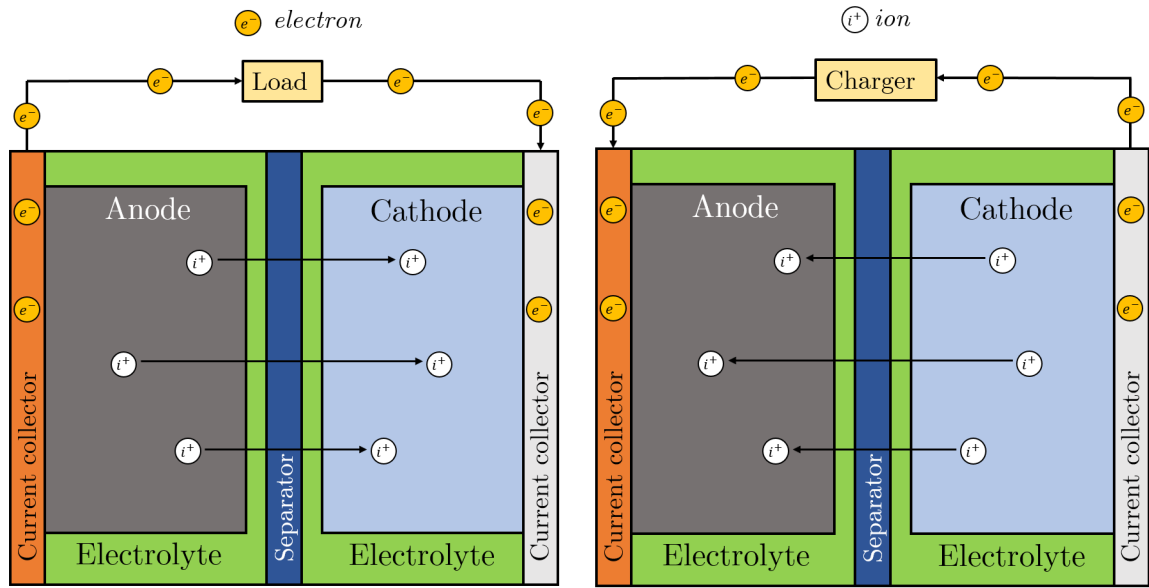 e⁻ electron
i⁺ ion
e⁻ Load e⁻
e⁻ e⁻
e⁻ Charger e⁻
e⁻ e⁻
Anode
Cathode
e⁻ e⁻
i⁺ i⁺
e⁻ e⁻
i⁺ i⁺
i⁺ i⁺
Current collector
Separator
Current collector
Electrolyte
Electrolyte
Anode
Cathode
e⁻ e⁻
i⁺ i⁺
e⁻ e⁻
i⁺ i⁺
i⁺ i⁺
Current collector
Separator
Current collector
Electrolyte
Electrolyte